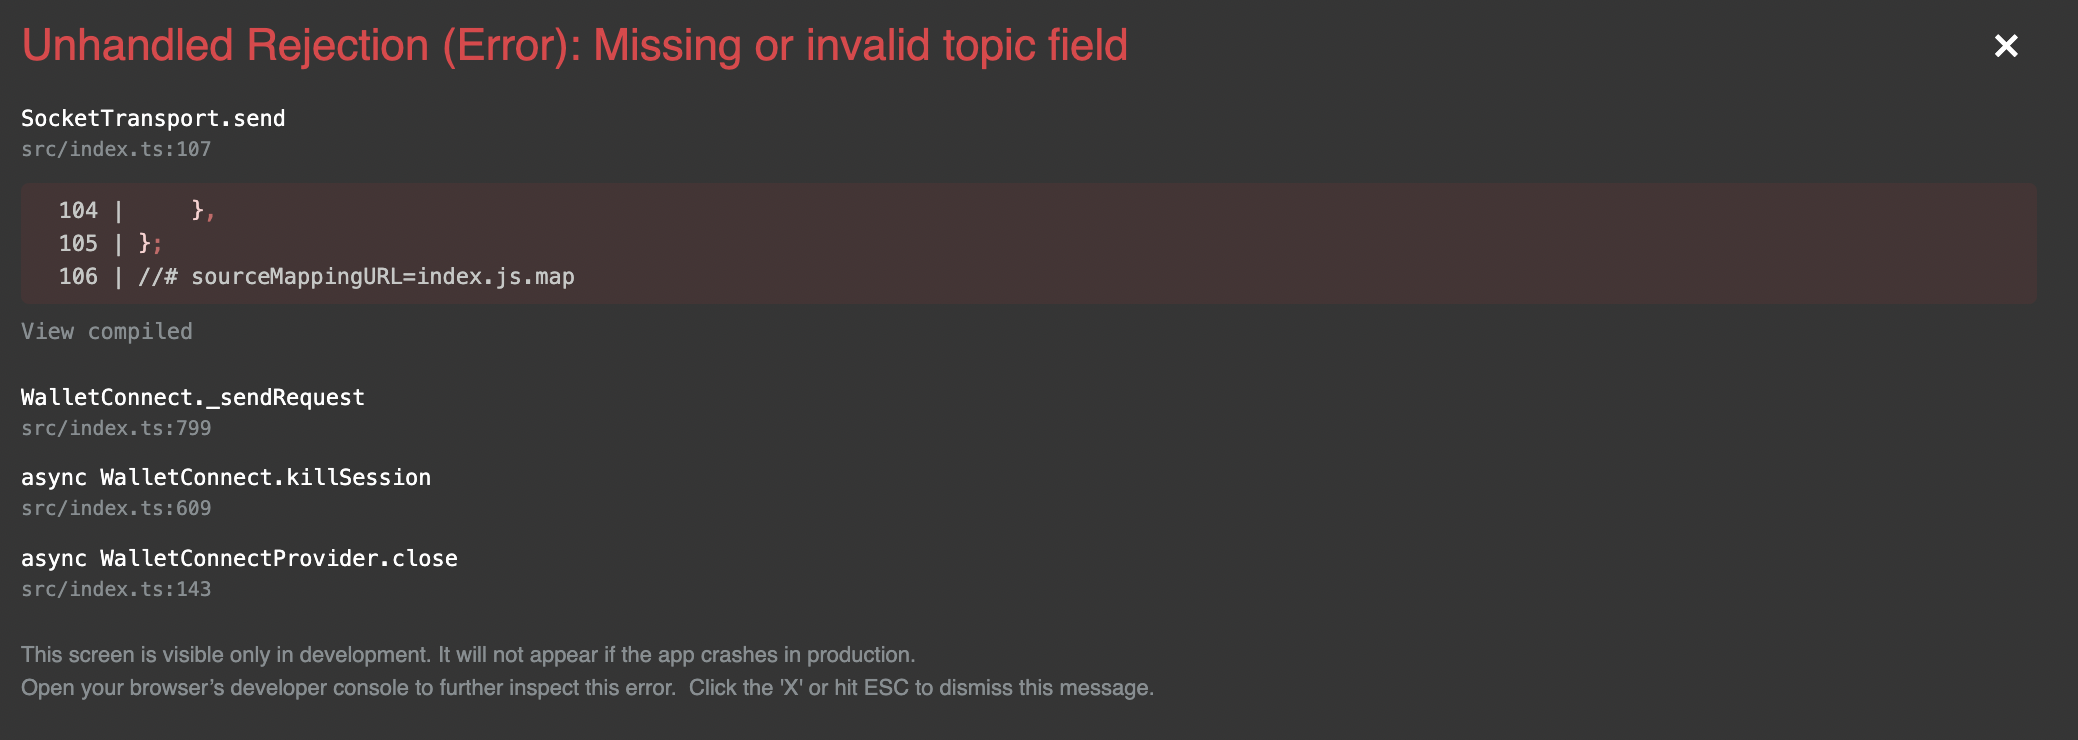 Unhandled Rejection (Error): Missing or invalid topic field
SocketTransport.send
src/index.ts:107
104 |     },
105 | };
106 | //# sourceMappingURL=index.js.map
View compiled
WalletConnect._sendRequest
src/index.ts:799
async WalletConnect.killSession
src/index.ts:609
async WalletConnectProvider.close
src/index.ts:143
This screen is visible only in development. It will not appear if the app crashes in production.
Open your browser’s developer console to further inspect this error.  Click the 'X' or hit ESC to dismiss this message.